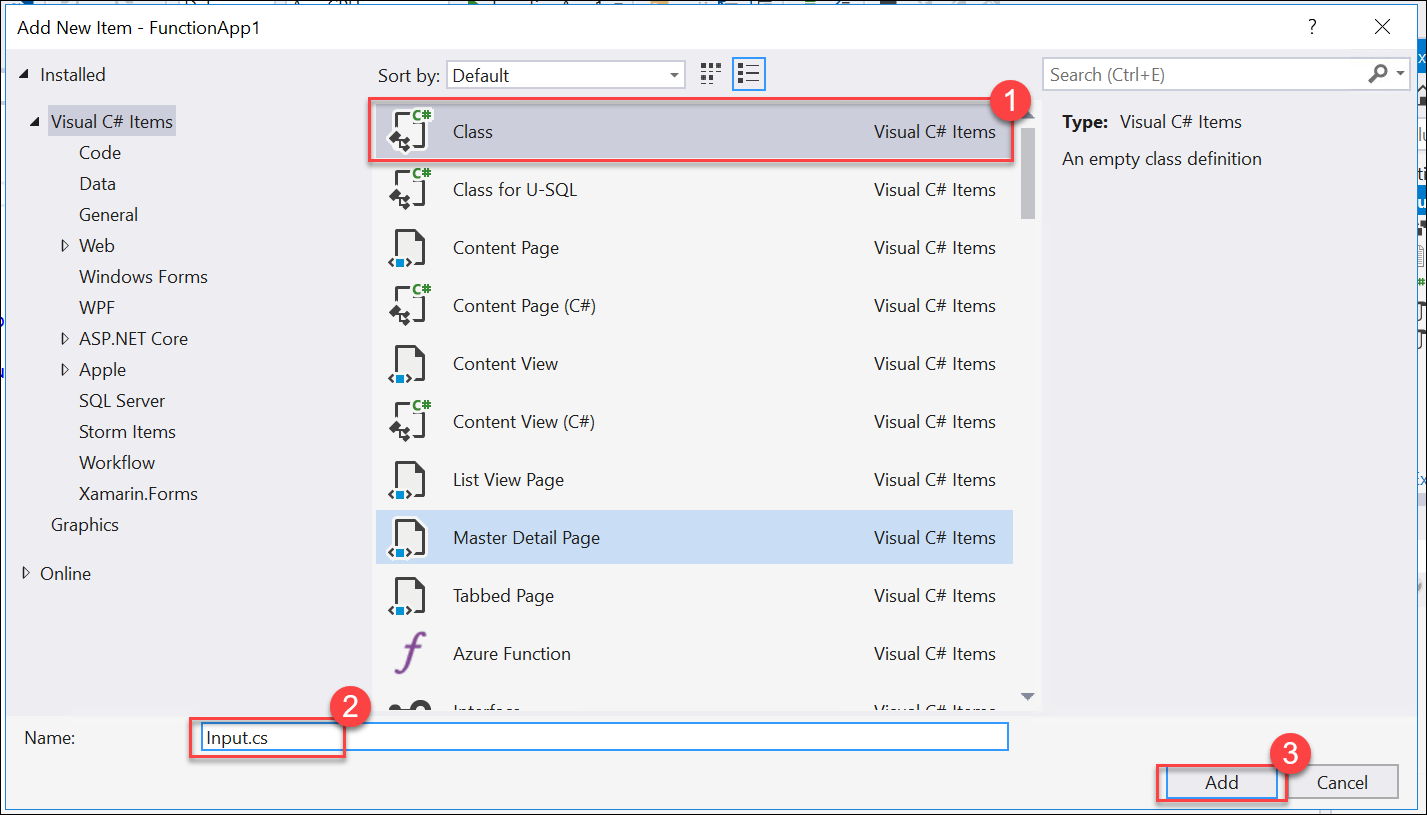 Add New Item - FunctionApp1
?
Installed
Sort by: Default
Search (Ctrl+E)
Visual C# Items
Code
Data
General
Web
Windows Forms
WPF
ASP.NET Core
Apple
SQL Server
Storm Items
Workflow
Xamarin.Forms
Graphics
Online
1
C# Class Visual C# Items
C# Class for U-SQL Visual C# Items
Content Page Visual C# Items
C# Content Page (C#) Visual C# Items
Content View Visual C# Items
C# Content View (C#) Visual C# Items
List View Page Visual C# Items
Master Detail Page Visual C# Items
Tabbed Page Visual C# Items
Azure Function Visual C# Items
Interface Visual C# Items
Type: Visual C# Items
An empty class definition
2
Name: Input.cs
3
Add Cancel